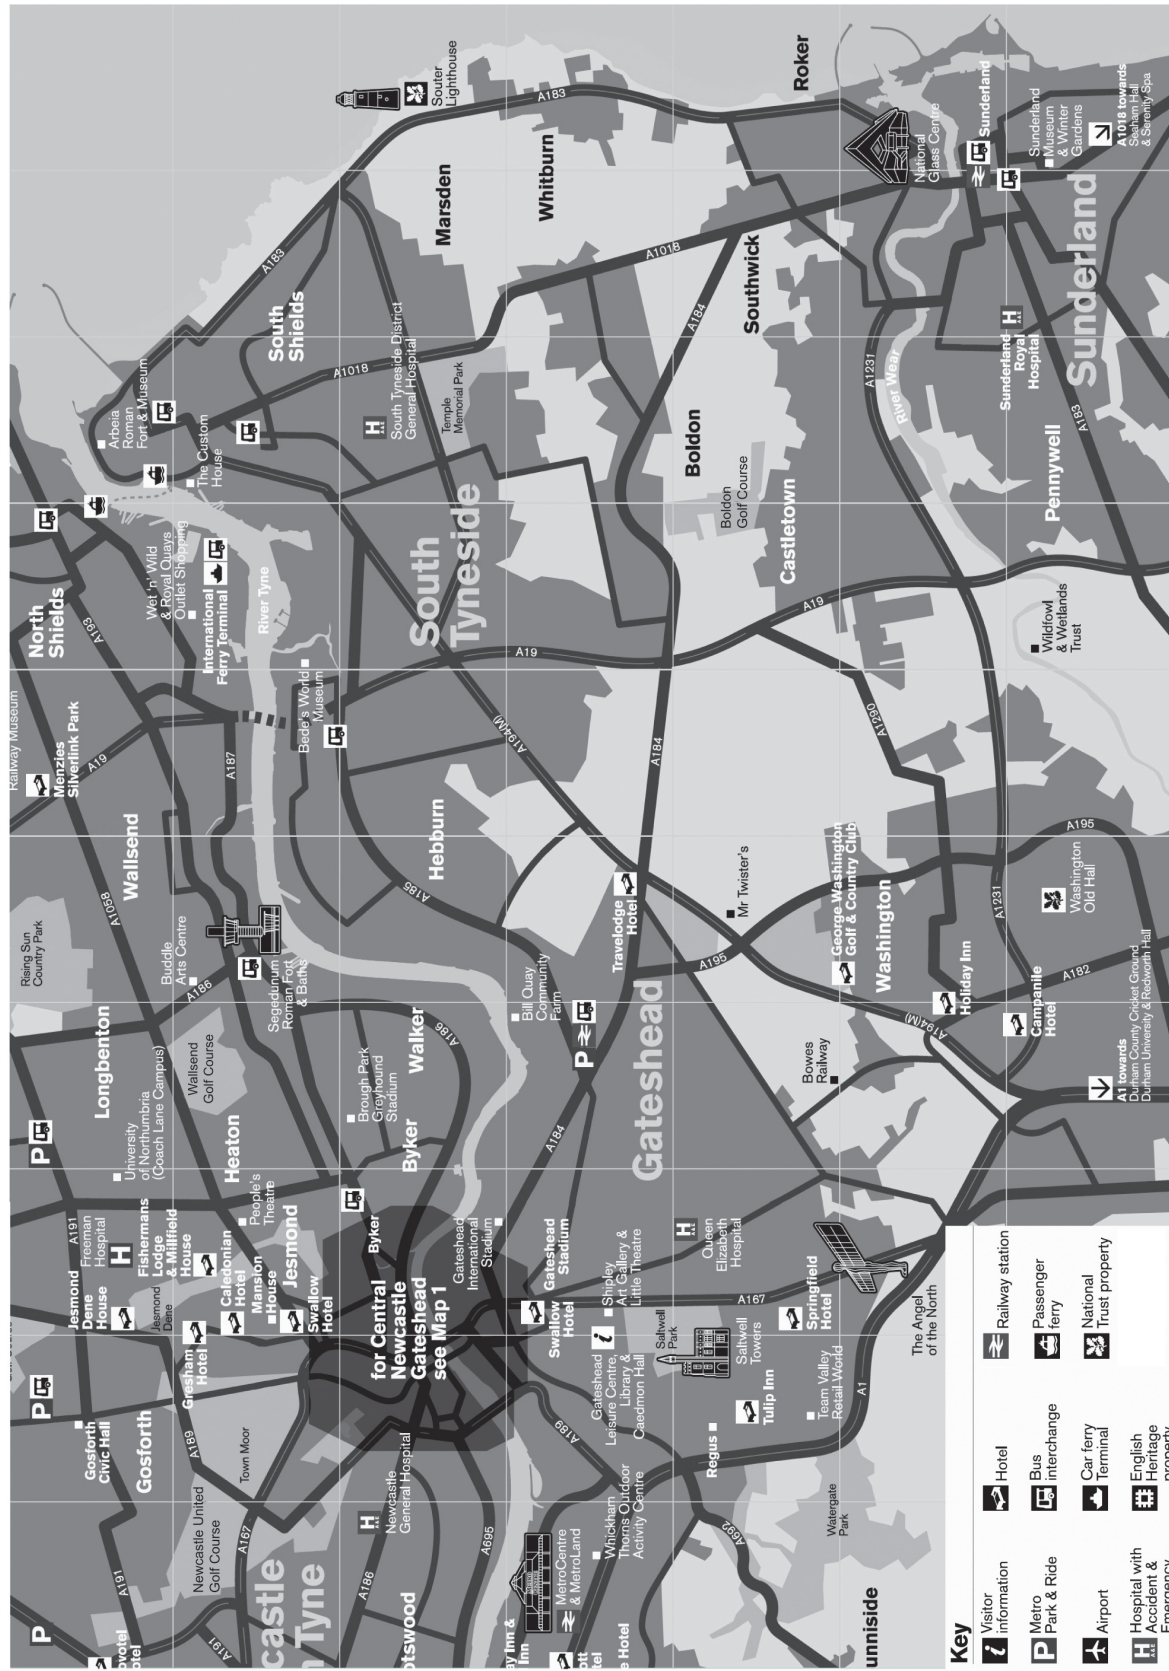 Souter
Lighthouse
A183
Roker
Marsden
Whitburn
National
Glass Centre
Sunderland
Sunderland
Museum
& Winter
Gardens
A1018 towards
Seaham Hall
& Serenity Spa
A183
South
Shields
A1018
Southwick
A184
Sunderland
Arbeia
Roman
Fort & Museum
The Custom
House
A1018
H
A&E
South Tyneside District
General Hospital
Temple
Memorial Park
Boldon
Boldon
Golf Course
A1231
River Wear
H
A&E
Sunderland
Royal
Hospital
A183
Pennywell
Castletown
North
Shields
A193
Wet 'n' Wild
& Royal Quays
Outlet Shopping
International
Ferry Terminal
River Tyne
South
Tyneside
A19
A19
Wildfowl
& Wetlands
Trust
Railway Museum
Menzies
Silverlink Park
A19
A187
Bede's World
Museum
A194(M)
A184
A1290
Wallsend
A1058
Hebburn
A185
Rising Sun
Country Park
Buddle
Arts Centre
A186
Segedunum
Roman Fort
& Baths
Travelodge
Hotel
Mr Twister's
A195
George Washington
Golf & Country Club
Washington
A1231
A195
Washington
Old Hall
Longbenton
Wallsend
Golf Course
Walker
A186
Bill Quay
Community
Farm
P
Gateshead
Bowes
Railway
A194(M)
Holiday Inn
Campanile
Hotel
A182
A1 towards
Durham County Cricket Ground
Durham University & Redworth Hall
P
University
of Northumbria
(Coach Lane Campus)
Heaton
Brough Park
Greyhound
Stadium
Byker
A184
A191
Freeman
Hospital
H
Fishermans
Lodge
& Millfield
House
People's
Theatre
Jesmond
Byker
Gateshead
International
Stadium
Gateshead
Stadium
H
A&E
Queen
Elizabeth
Hospital
Jesmond
Dene
House
Jesmond
Dene
Caledonian
Hotel
Mansion
House
Swallow
Hotel
for Central
Newcastle
Gateshead
see Map 1
Swallow
Hotel
i
Shipley
Art Gallery &
Little Theatre
Saltwell
Park
A167
Springfield
Hotel
The Angel
of the North
P
Gosforth
Civic Hall
Gosforth
Gresham
Hotel
A189
Town Moor
Gateshead
Leisure Centre,
Library &
Caedmon Hall
Saltwell
Towers
Tulip Inn
Team Valley
Retail World
A1
A189
Regus
Newcastle United
Golf Course
A167
H
A&E
Newcastle
General Hospital
A695
MetroCentre
& MetroLand
Whickham
Thorns Outdoor
Activity Centre
A692
Watergate
Park
P
A191
A191
A186
castle
Tyne
otswood
unniside
ovotel
otel
ay Inn &
Inn
ott
tel
e Hotel
Key
i
Visitor
information
Hotel
Railway station
P
Metro
Park & Ride
Bus
interchange
Passenger
ferry
Airport
Car ferry
Terminal
National
Trust property
H
A&E
Hospital with
Accident &
Emergency
English
Heritage
property